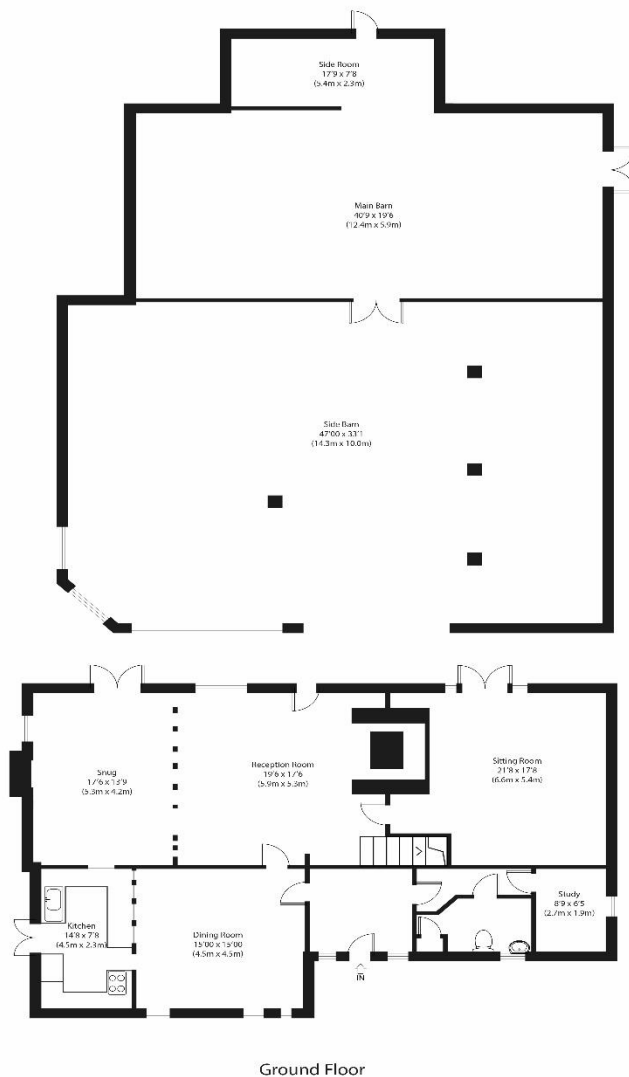 Side Room
17'9 x 7'8
(5.4m x 2.3m)
Main Barn
40'9 x 19'6
(12.4m x 5.9m)
Side Barn
47'00 x 33'1
(14.3m x 10.0m)
Snug
17'6 x 13'9
(5.3m x 4.2m)
Reception Room
19'6 x 17'6
(5.9m x 5.3m)
Sitting Room
21'8 x 17'8
(6.6m x 5.4m)
Kitchen
14'8 x 7'8
(4.5m x 2.3m)
Dining Room
15'00 x 15'00
(4.5m x 4.5m)
Study
8'9 x 6'5
(2.7m x 1.9m)
IN
Ground Floor